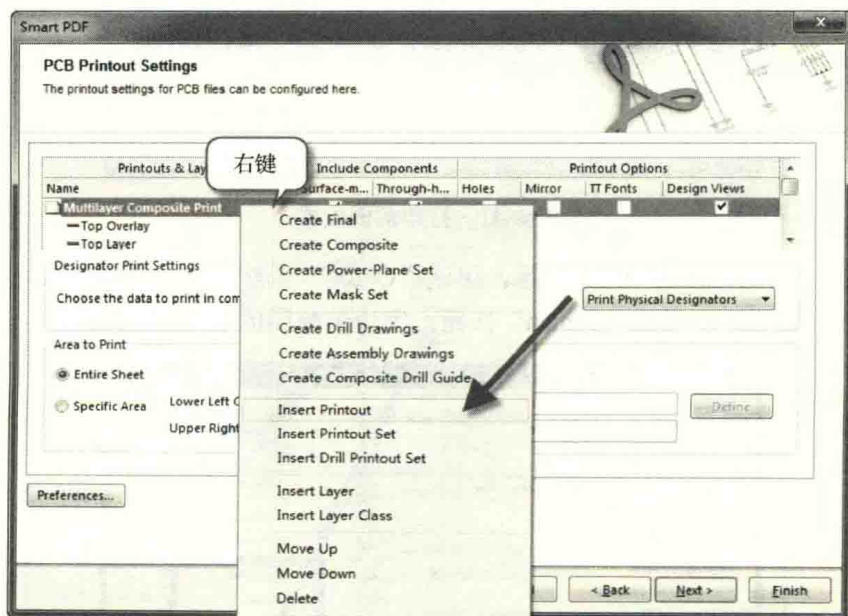 Smart PDF
PCB Printout Settings
The printout settings for PCB files can be configured here.
Printouts & Lay
Include Components
Printout Options
Name
Surface-m...
Through-h...
Holes
Mirror
TT Fonts
Design Views
右键
Multilayer Composite Print
Top Overlay
Top Layer
Designator Print Settings
Choose the data to print in com
Print Physical Designators
Area to Print
Entire Sheet
Specific Area
Lower Left C
Upper Right
Define
Preferences...
Create Final
Create Composite
Create Power-Plane Set
Create Mask Set
Create Drill Drawings
Create Assembly Drawings
Create Composite Drill Guide
Insert Printout
Insert Printout Set
Insert Drill Printout Set
Insert Layer
Insert Layer Class
Move Up
Move Down
Delete
< Back
Next >
Finish